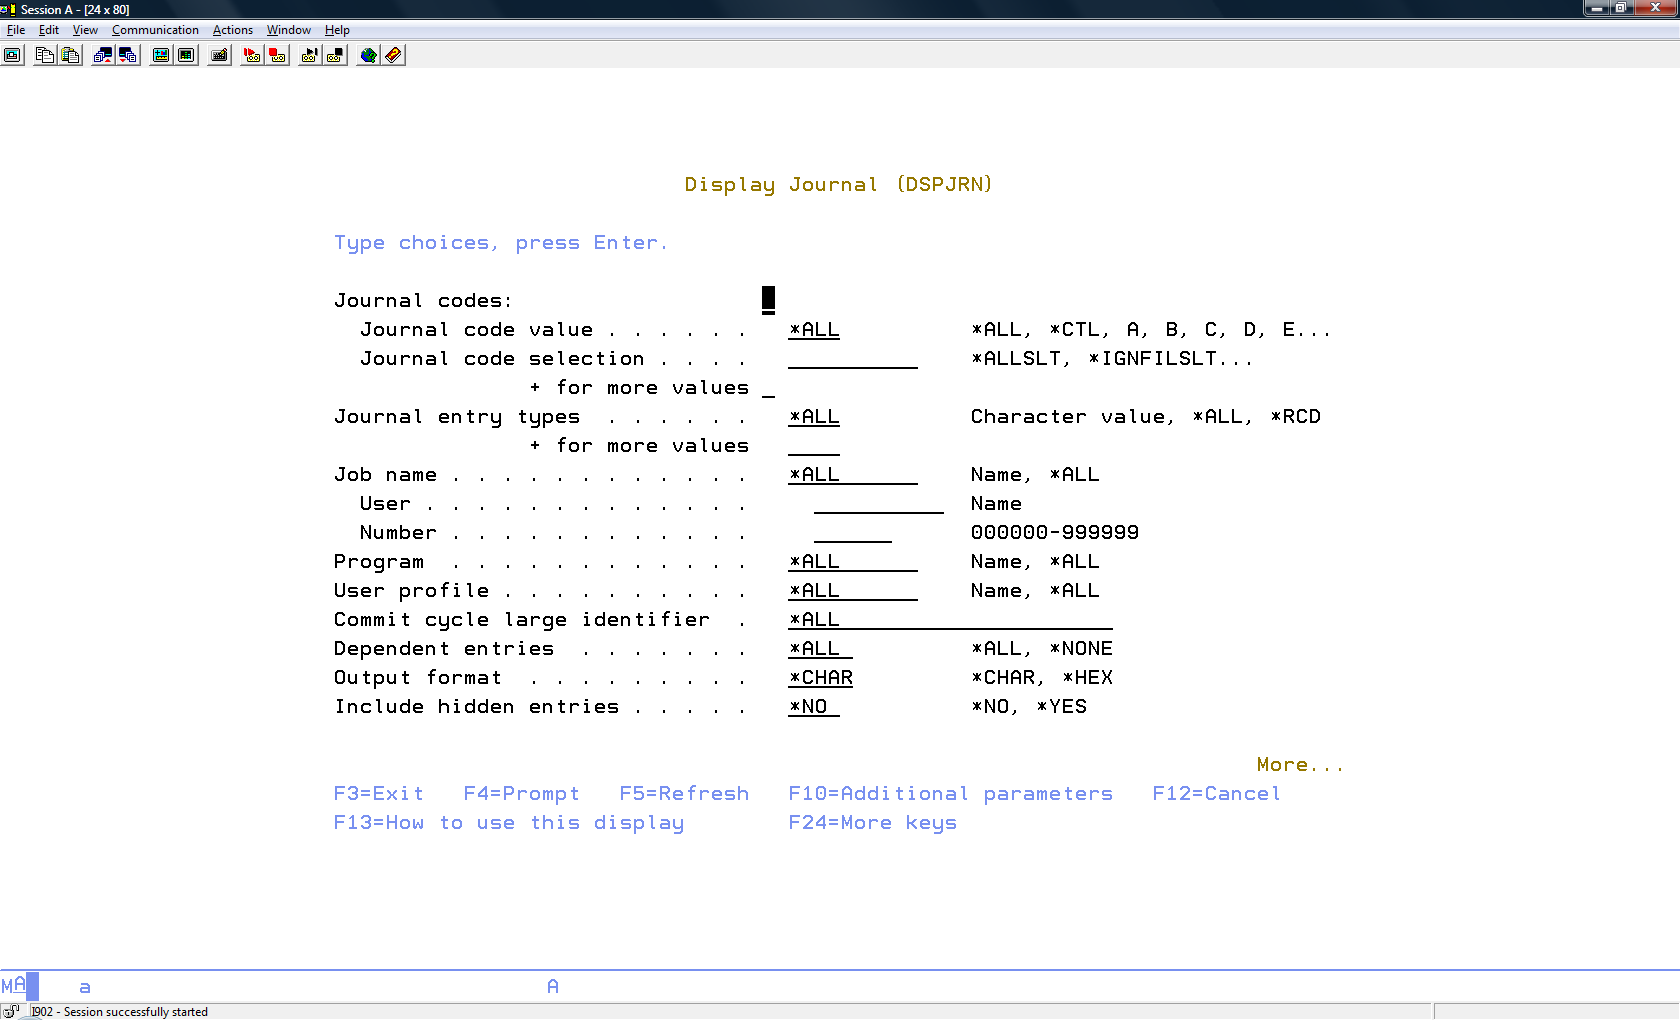 Session A - [24 x 80]
File Edit View Communication Actions Window Help
Display Journal (DSPJRN)
Type choices, press Enter.
Journal codes:
Journal code value . . . . . . *ALL *ALL, *CTL, A, B, C, D, E...
Journal code selection . . . . *ALLSLT, *IGNFILSLT...
+ for more values
Journal entry types . . . . . . *ALL Character value, *ALL, *RCD
+ for more values
Job name . . . . . . . . . . . . *ALL Name, *ALL
User . . . . . . . . . . . . . Name
Number . . . . . . . . . . . . 000000-999999
Program . . . . . . . . . . . . *ALL Name, *ALL
User profile . . . . . . . . . . *ALL Name, *ALL
Commit cycle large identifier . *ALL
Dependent entries . . . . . . . *ALL *ALL, *NONE
Output format . . . . . . . . . *CHAR *CHAR, *HEX
Include hidden entries . . . . . *NO *NO, *YES
More...
F3=Exit F4=Prompt F5=Refresh F10=Additional parameters F12=Cancel
F13=How to use this display F24=More keys
MA a A
I902 - Session successfully started